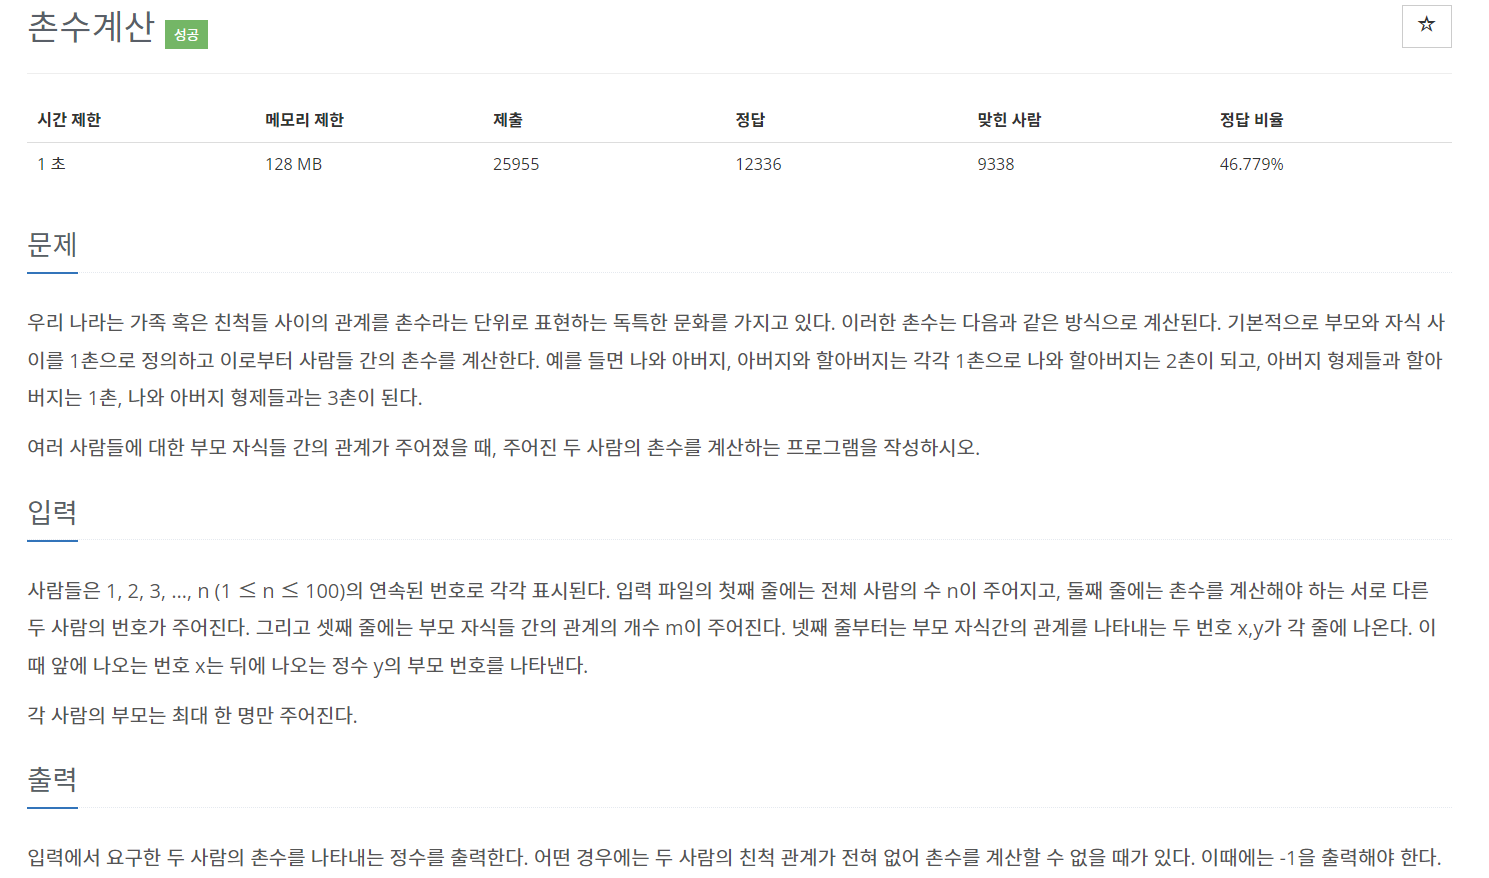 촌수계산 성공
☆
시간 제한 메모리 제한 제출 정답 맞힌 사람 정답 비율
1 초 128 MB 25955 12336 9338 46.779%
문제
우리 나라는 가족 혹은 친척들 사이의 관계를 촌수라는 단위로 표현하는 독특한 문화를 가지고 있다. 이러한 촌수는 다음과 같은 방식으로 계산된다. 기본적으로 부모와 자식 사
이를 1촌으로 정의하고 이로부터 사람들 간의 촌수를 계산한다. 예를 들면 나와 아버지, 아버지와 할아버지는 각각 1촌으로 나와 할아버지는 2촌이 되고, 아버지 형제들과 할아
버지는 1촌, 나와 아버지 형제들과는 3촌이 된다.
여러 사람들에 대한 부모 자식들 간의 관계가 주어졌을 때, 주어진 두 사람의 촌수를 계산하는 프로그램을 작성하시오.
입력
사람들은 1, 2, 3, …, n (1 ≤ n ≤ 100)의 연속된 번호로 각각 표시된다. 입력 파일의 첫째 줄에는 전체 사람의 수 n이 주어지고, 둘째 줄에는 촌수를 계산해야 하는 서로 다른
두 사람의 번호가 주어진다. 그리고 셋째 줄에는 부모 자식들 간의 관계의 개수 m이 주어진다. 넷째 줄부터는 부모 자식간의 관계를 나타내는 두 번호 x,y가 각 줄에 나온다. 이
때 앞에 나오는 번호 x는 뒤에 나오는 정수 y의 부모 번호를 나타낸다.
각 사람의 부모는 최대 한 명만 주어진다.
출력
입력에서 요구한 두 사람의 촌수를 나타내는 정수를 출력한다. 어떤 경우에는 두 사람의 친척 관계가 전혀 없어 촌수를 계산할 수 없을 때가 있다. 이때에는 -1을 출력해야 한다.